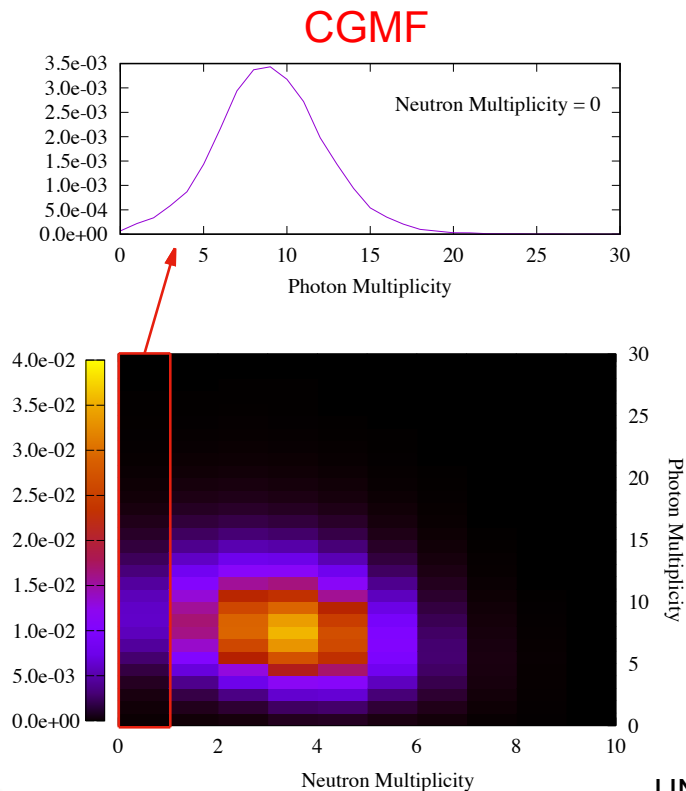 CGMF
3.5e-03
3.0e-03
2.5e-03
2.0e-03
1.5e-03
1.0e-03
5.0e-04
0.0e+00
Neutron Multiplicity = 0
0 5 10 15 20 25 30
Photon Multiplicity
4.0e-02
3.5e-02
3.0e-02
2.5e-02
2.0e-02
1.5e-02
1.0e-02
5.0e-03
0.0e+00
30
25
20
15
10
5
0
Photon Multiplicity
0 2 4 6 8 10
Neutron Multiplicity